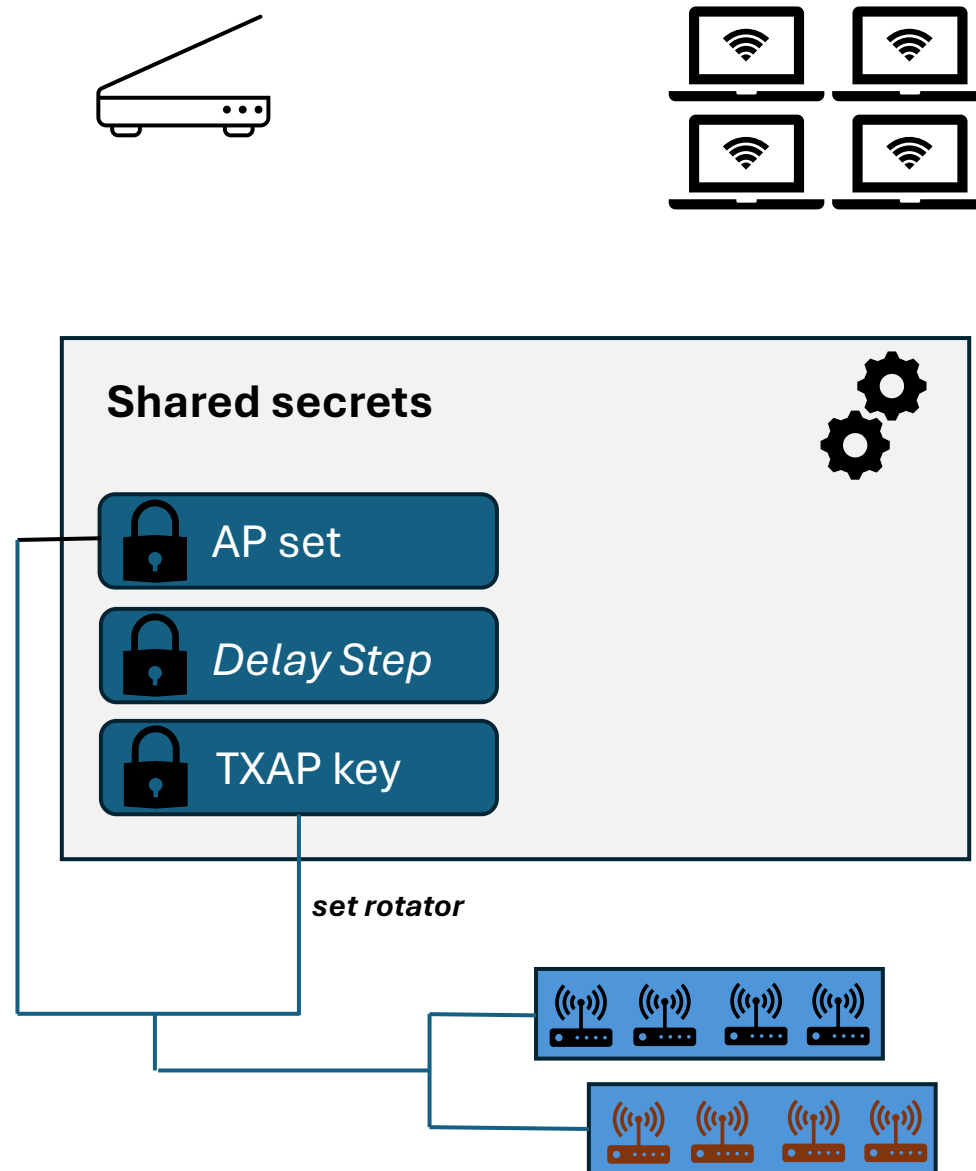 Shared secrets
AP set
Delay Step
TXAP key
set rotator